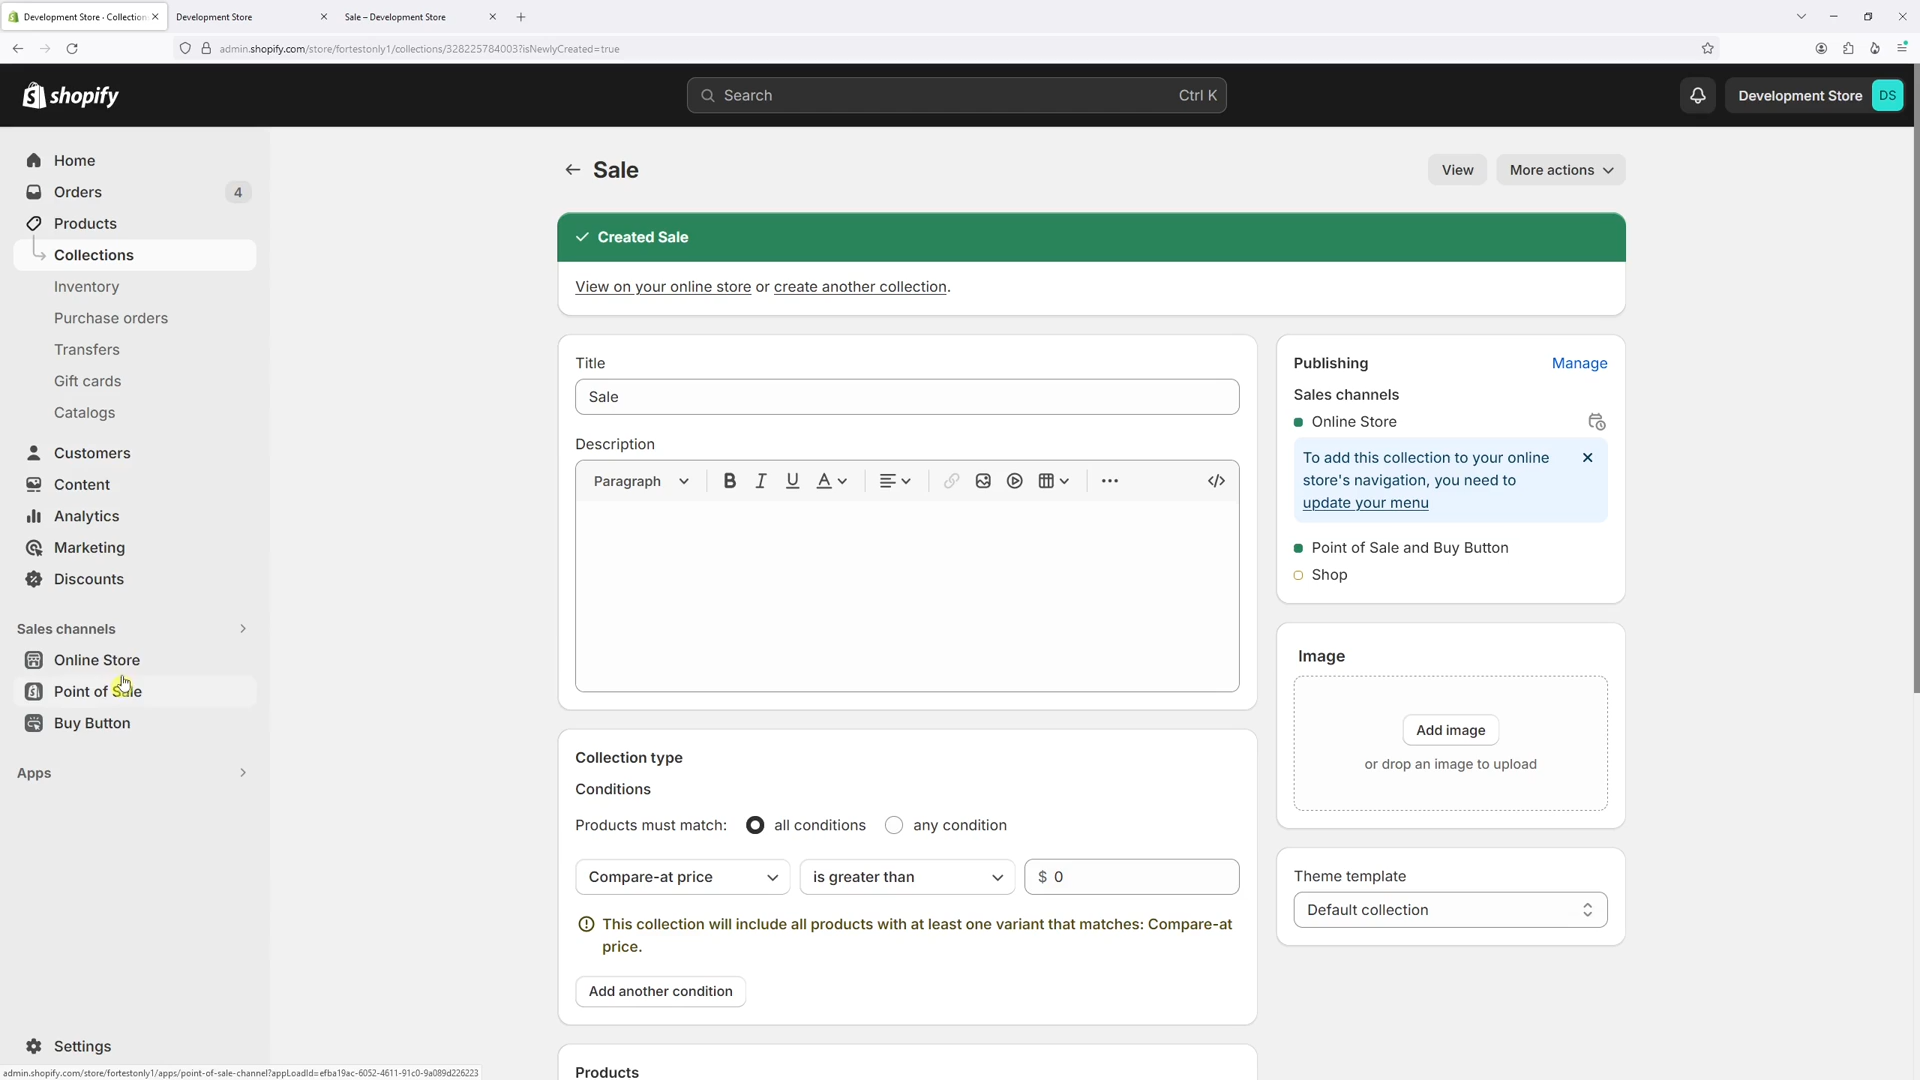 Development Store · Collection
Development Store
Sale – Development Store
admin.shopify.com/store/fortestonly1/collections/328225784003?isNewlyCreated=true
shopify
Search
Ctrl K
Development Store
DS
Home
Orders
4
Products
Collections
Inventory
Purchase orders
Transfers
Gift cards
Catalogs
Customers
Content
Analytics
Marketing
Discounts
Sales channels
Online Store
Point of Sale
Buy Button
Apps
Settings
admin.shopify.com/store/fortestonly1/apps/point-of-sale-channel?appLoadId=efba19ac-6052-4611-91c0-9a089d226223
Sale
View
More actions
Created Sale
View on your online store or create another collection.
Title
Sale
Description
Paragraph
B
I
U
A
Collection type
Conditions
Products must match:
all conditions
any condition
Compare-at price
is greater than
$ 0
This collection will include all products with at least one variant that matches: Compare-at
price.
Add another condition
Products
Publishing
Manage
Sales channels
Online Store
To add this collection to your online
store's navigation, you need to
update your menu
Point of Sale and Buy Button
Shop
Image
Add image
or drop an image to upload
Theme template
Default collection